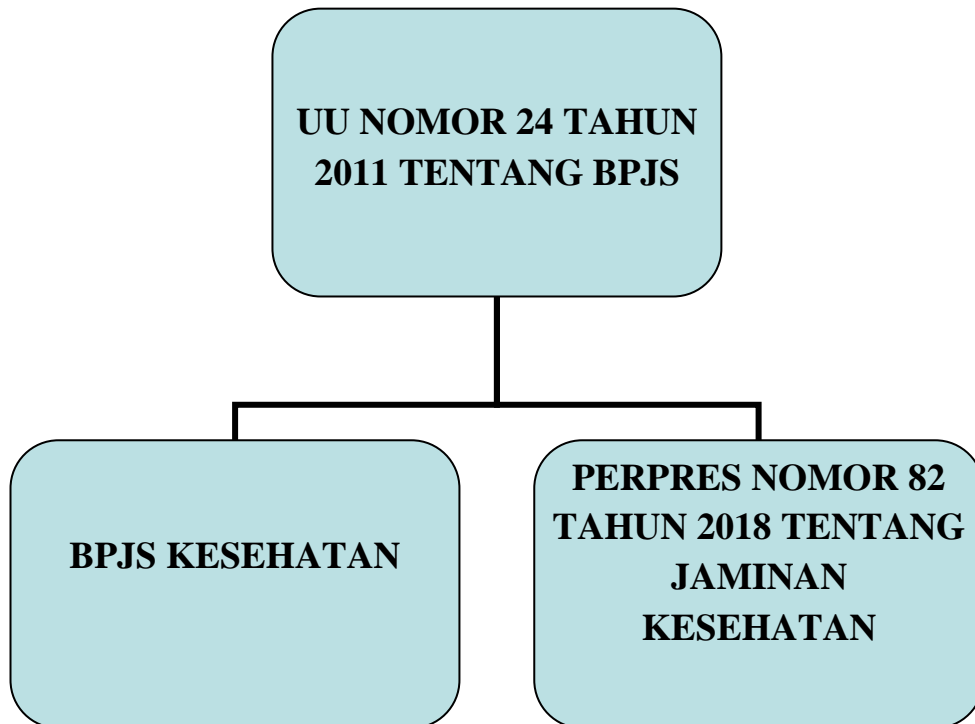 UU NOMOR 24 TAHUN
2011 TENTANG BPJS
BPJS KESEHATAN
PERPRES NOMOR 82
TAHUN 2018 TENTANG
JAMINAN
KESEHATAN